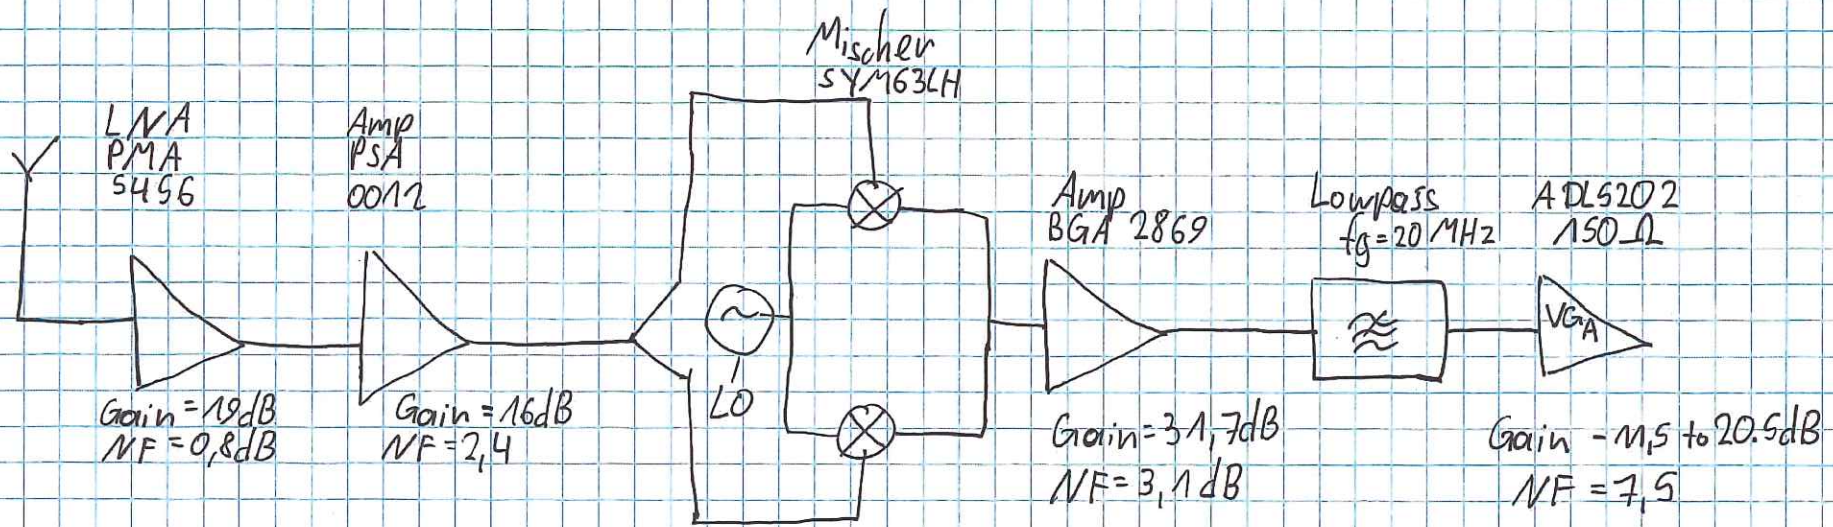 Mischer
SYM63LH
LNA
PMA
5456
Amp
PSA
0012
Amp
BGA 2869
Lowpass
fg=20 MHz
ADL5202
150Ω
LO
VGA
Gain=19dB
NF=0,8dB
Gain=16dB
NF=2,4
Gain=31,7dB
NF=3,1dB
Gain -11,5 to 20.5dB
NF=7,5